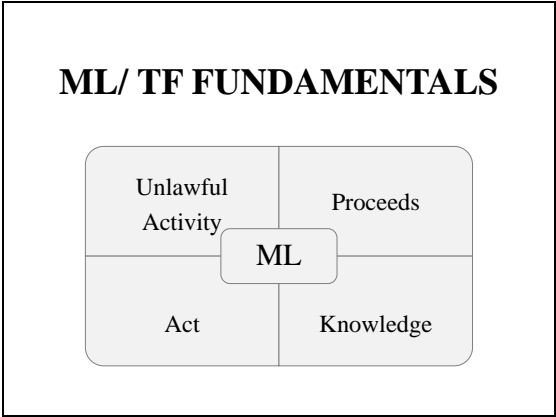 ML/ TF FUNDAMENTALS
Unlawful
Activity
Proceeds
ML
Act
Knowledge